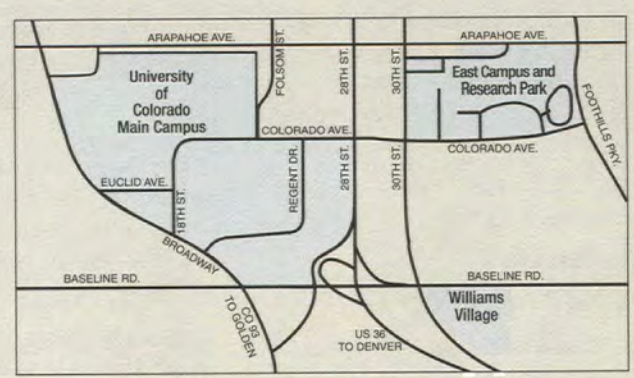 ARAPAHOE AVE.
ARAPAHOE AVE.
FOLSOM ST.
28TH ST.
30TH ST.
University
of
Colorado
Main Campus
East Campus and
Research Park
FOOTHILLS PKY.
COLORADO AVE.
COLORADO AVE.
EUCLID AVE.
18TH ST.
REGENT DR.
28TH ST.
30TH ST.
BROADWAY
BASELINE RD.
BASELINE RD.
Williams
Village
CO 93
TO GOLDEN
US 36
TO DENVER